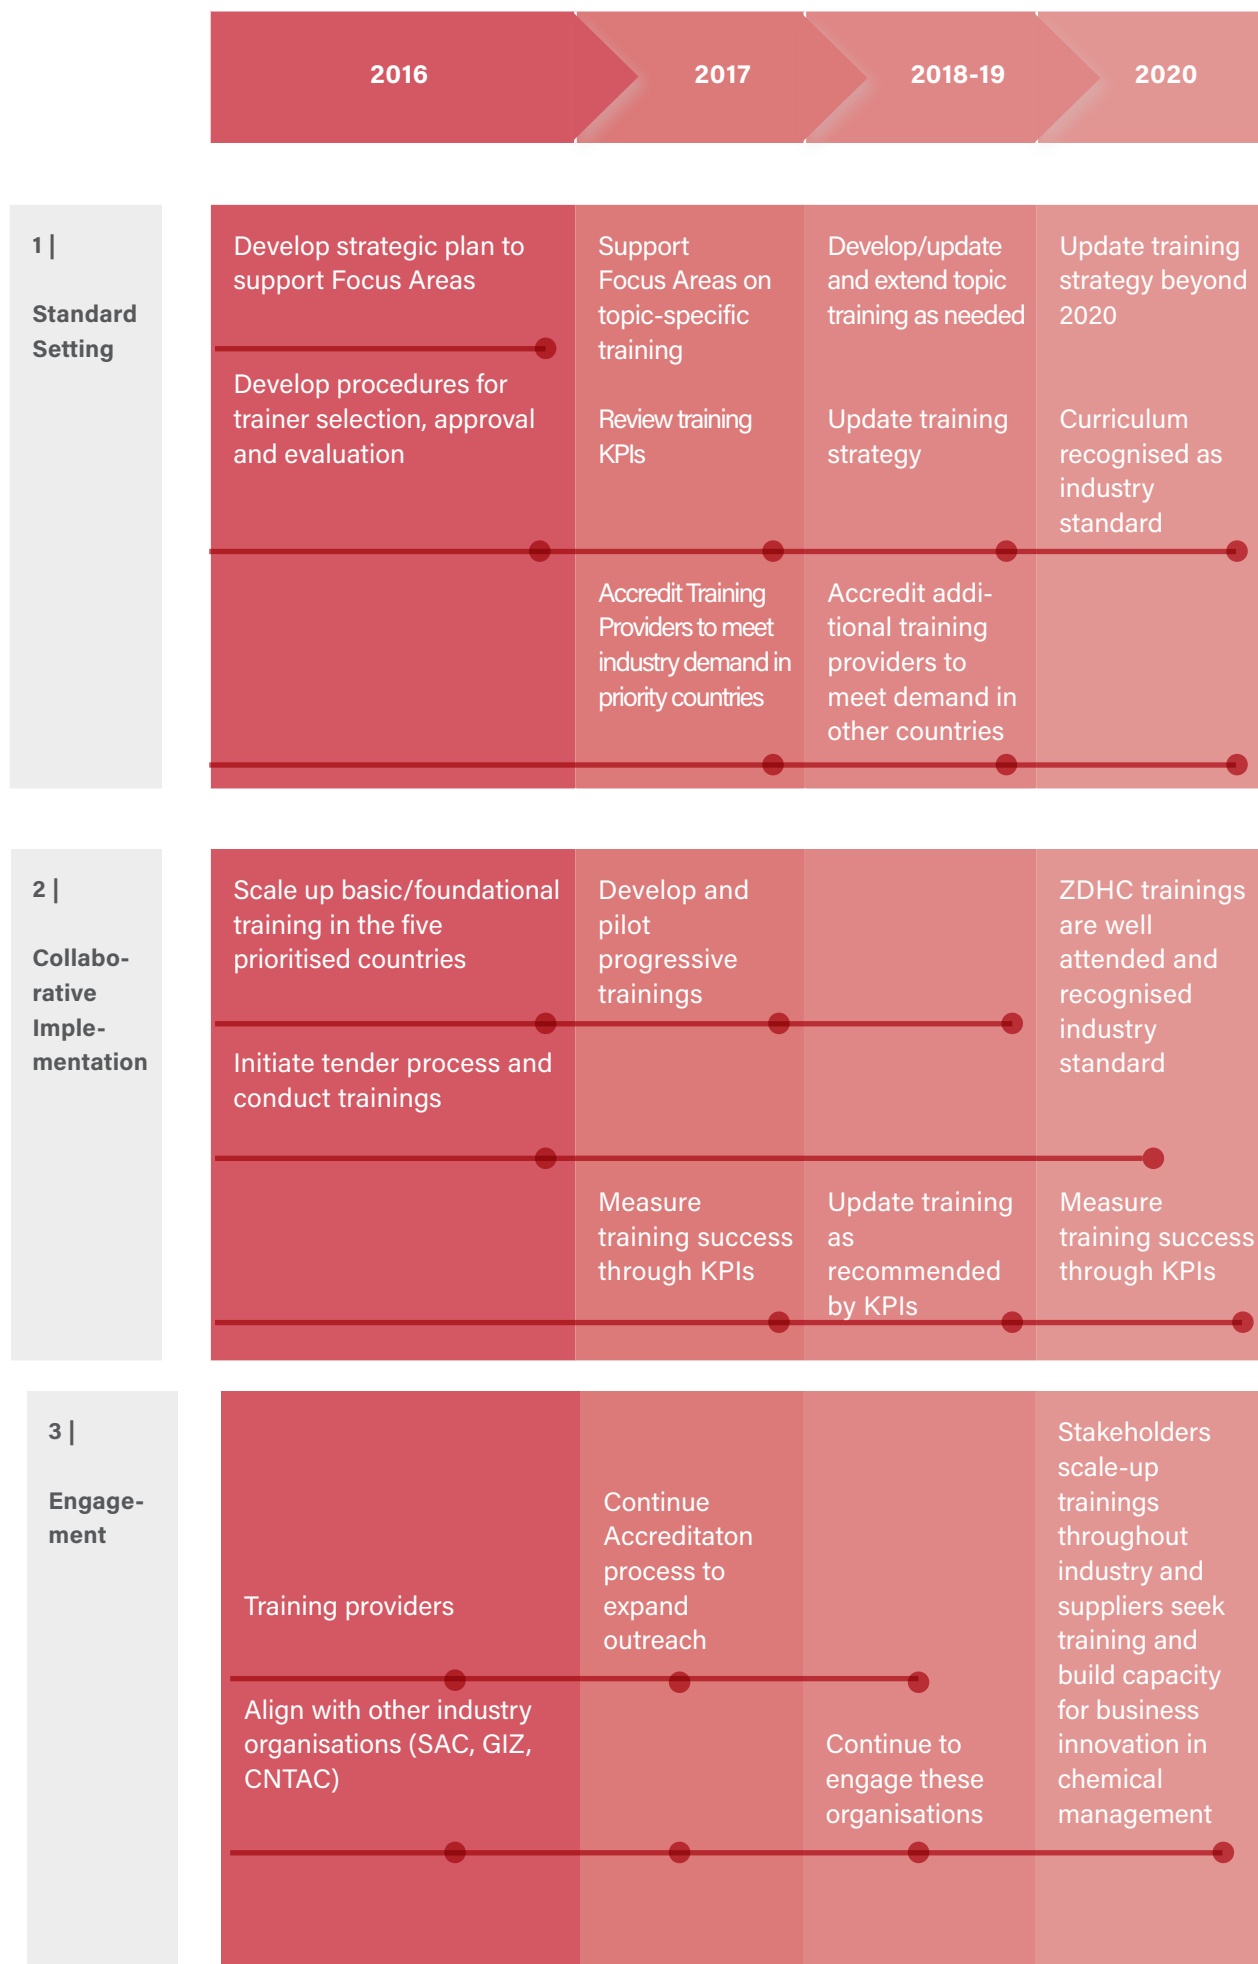 2016
2017
2018-19
2020
1 |
Standard
Setting
Develop strategic plan to
support Focus Areas
Develop procedures for
trainer selection, approval
and evaluation
Support
Focus Areas on
topic-specific
training
Review training
KPIs
Accredit Training
Providers to meet
industry demand in
priority countries
Develop/update
and extend topic
training as needed
Update training
strategy
Accredit addi-
tional training
providers to
meet demand in
other countries
Update training
strategy beyond
2020
Curriculum
recognised as
industry
standard
2 |
Collabo-
rative
Imple-
mentation
Scale up basic/foundational
training in the five
prioritised countries
Initiate tender process and
conduct trainings
Develop and
pilot
progressive
trainings
Measure
training success
through KPIs
Update training
as
recommended
by KPIs
ZDHC trainings
are well
attended and
recognised
industry
standard
Measure
training success
through KPIs
3 |
Engage-
ment
Training providers
Align with other industry
organisations (SAC, GIZ,
CNTAC)
Continue
Accreditaton
process to
expand
outreach
Continue to
engage these
organisations
Stakeholders
scale-up
trainings
throughout
industry and
suppliers seek
training and
build capacity
for business
innovation in
chemical
management